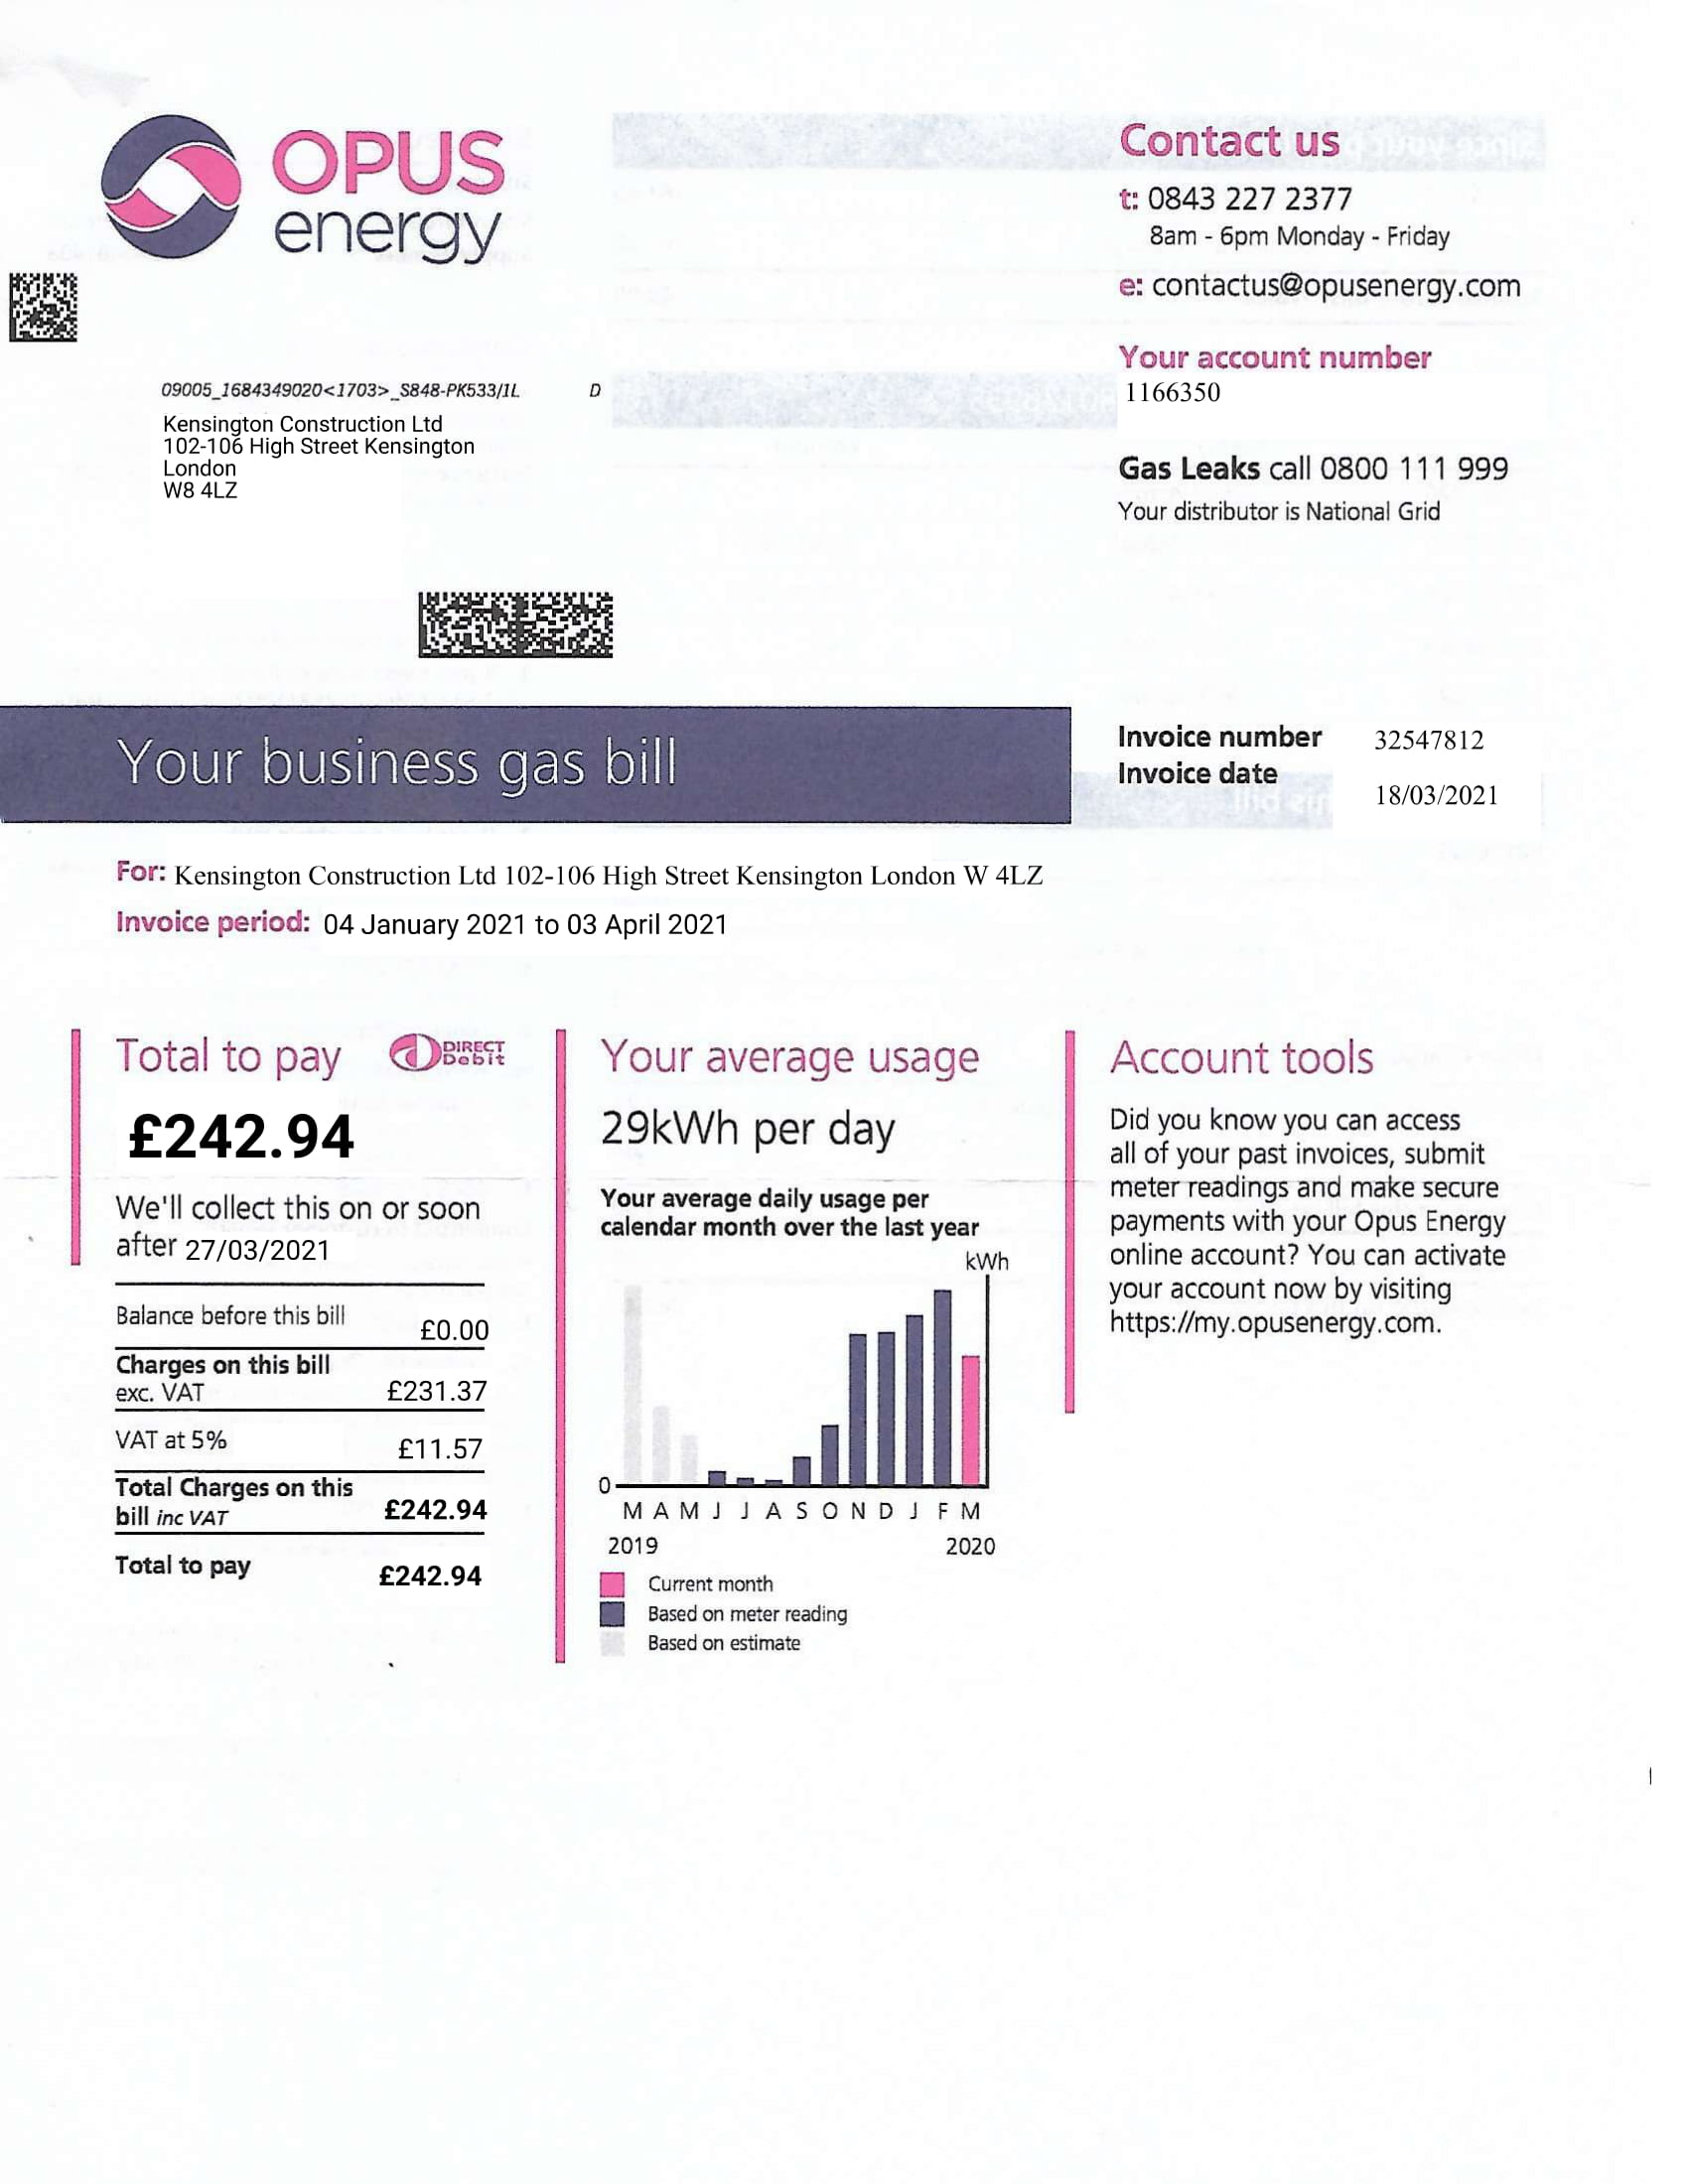 OPUS
energy
Contact us
t: 0843 227 2377
8am - 6pm Monday - Friday
e: contactus@opusenergy.com
Your account number
1166350
09005_1684349020<1703>_S848-PK533/1L D
Kensington Construction Ltd
102-106 High Street Kensington
London
W8 4LZ
Gas Leaks call 0800 111 999
Your distributor is National Grid
Your business gas bill
Invoice number 32547812
Invoice date 18/03/2021
For: Kensington Construction Ltd 102-106 High Street Kensington London W 4LZ
Invoice period: 04 January 2021 to 03 April 2021
Total to pay DIRECT Debit
£242.94
We'll collect this on or soon
after 27/03/2021
Balance before this bill £0.00
Charges on this bill
exc. VAT £231.37
VAT at 5% £11.57
Total Charges on this
bill inc VAT £242.94
Total to pay £242.94
Your average usage
29kWh per day
Your average daily usage per
calendar month over the last year
kWh
0
M A M J J A S O N D J F M
2019 2020
Current month
Based on meter reading
Based on estimate
Account tools
Did you know you can access
all of your past invoices, submit
meter readings and make secure
payments with your Opus Energy
online account? You can activate
your account now by visiting
https://my.opusenergy.com.